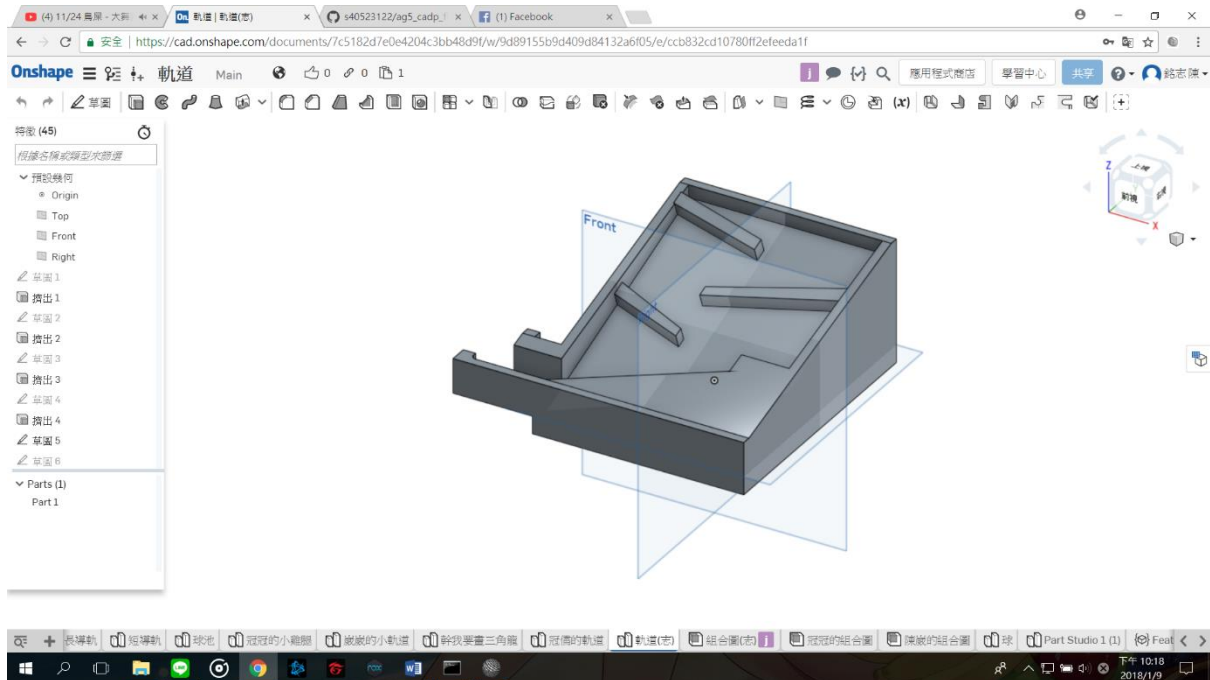 (4) 11/24
軌道 | 軌道(志)
s40523122/ag5_cadp_
(1) Facebook
安全 | https://cad.onshape.com/documents/7c5182d7e0e4204c3bb48d9f/w/9d89155b9d409d84132a6f05/e/ccb832cd10780ff2efeeda1f
Onshape 軌道 Main 0 0 1 j 應用程式商店 學習中心 共享 銘志陳
草圖
特徵 (45)
根據名稱或類型來篩選
預設幾何
Origin
Top
Front
Right
草圖 1
擠出 1
草圖 2
擠出 2
草圖 3
擠出 3
草圖 4
擠出 4
草圖 5
草圖 6
Parts (1)
Part 1
Front
Z
上視
前視
X
長導軌 短導軌 球池 冠冠的小雞腿 崴崴的小軌道 幹我要畫三角龍 冠儒的軌道 軌道(志) 組合圖(志) j 冠冠的組合圖 陳崴的組合圖 球 Part Studio 1 (1) Feat
下午 10:18
2018/1/9